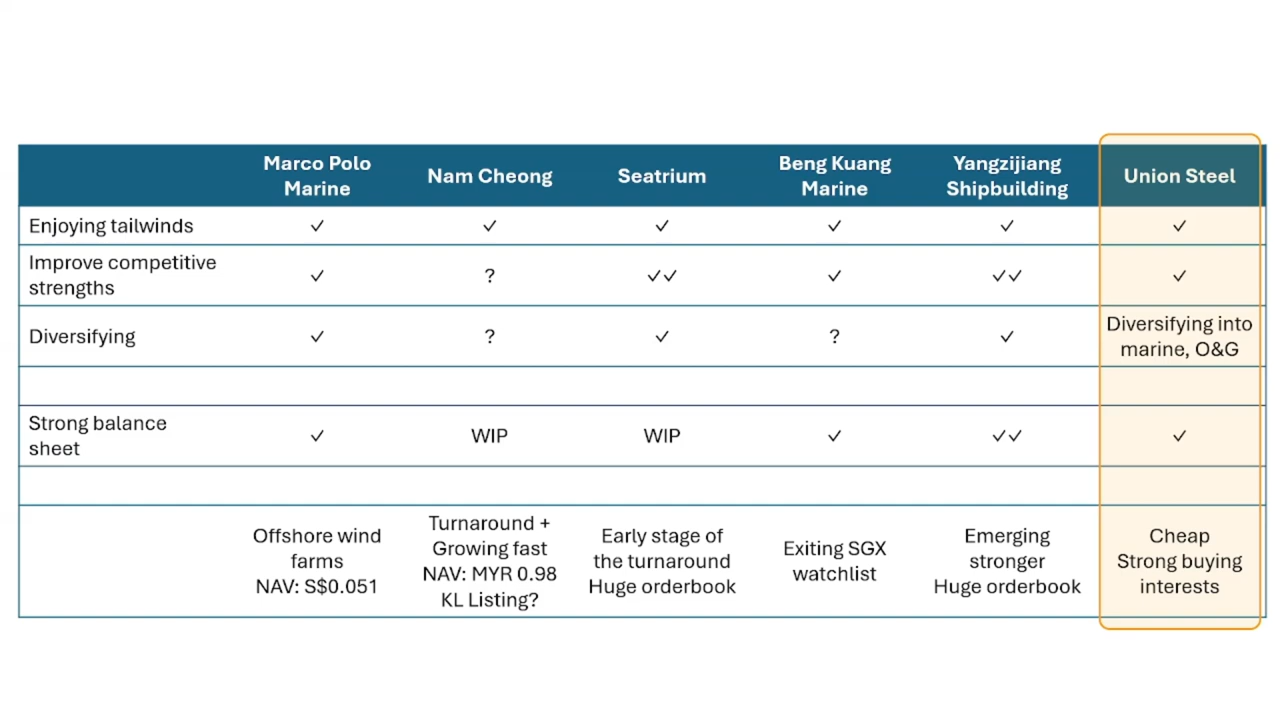 Marco Polo Marine Nam Cheong Seatrium Beng Kuang Marine Yangzijiang Shipbuilding Union Steel
Enjoying tailwinds ✓ ✓ ✓ ✓ ✓ ✓
Improve competitive strengths ✓ ? ✓✓ ✓ ✓✓ ✓
Diversifying ✓ ? ✓ ? ✓ Diversifying into marine, O&G
Strong balance sheet ✓ WIP WIP ✓ ✓✓ ✓
Offshore wind farms
NAV: S$0.051
Turnaround +
Growing fast
NAV: MYR 0.98
KL Listing?
Early stage of
the turnaround
Huge orderbook
Exiting SGX
watchlist
Emerging
stronger
Huge orderbook
Cheap
Strong buying
interests